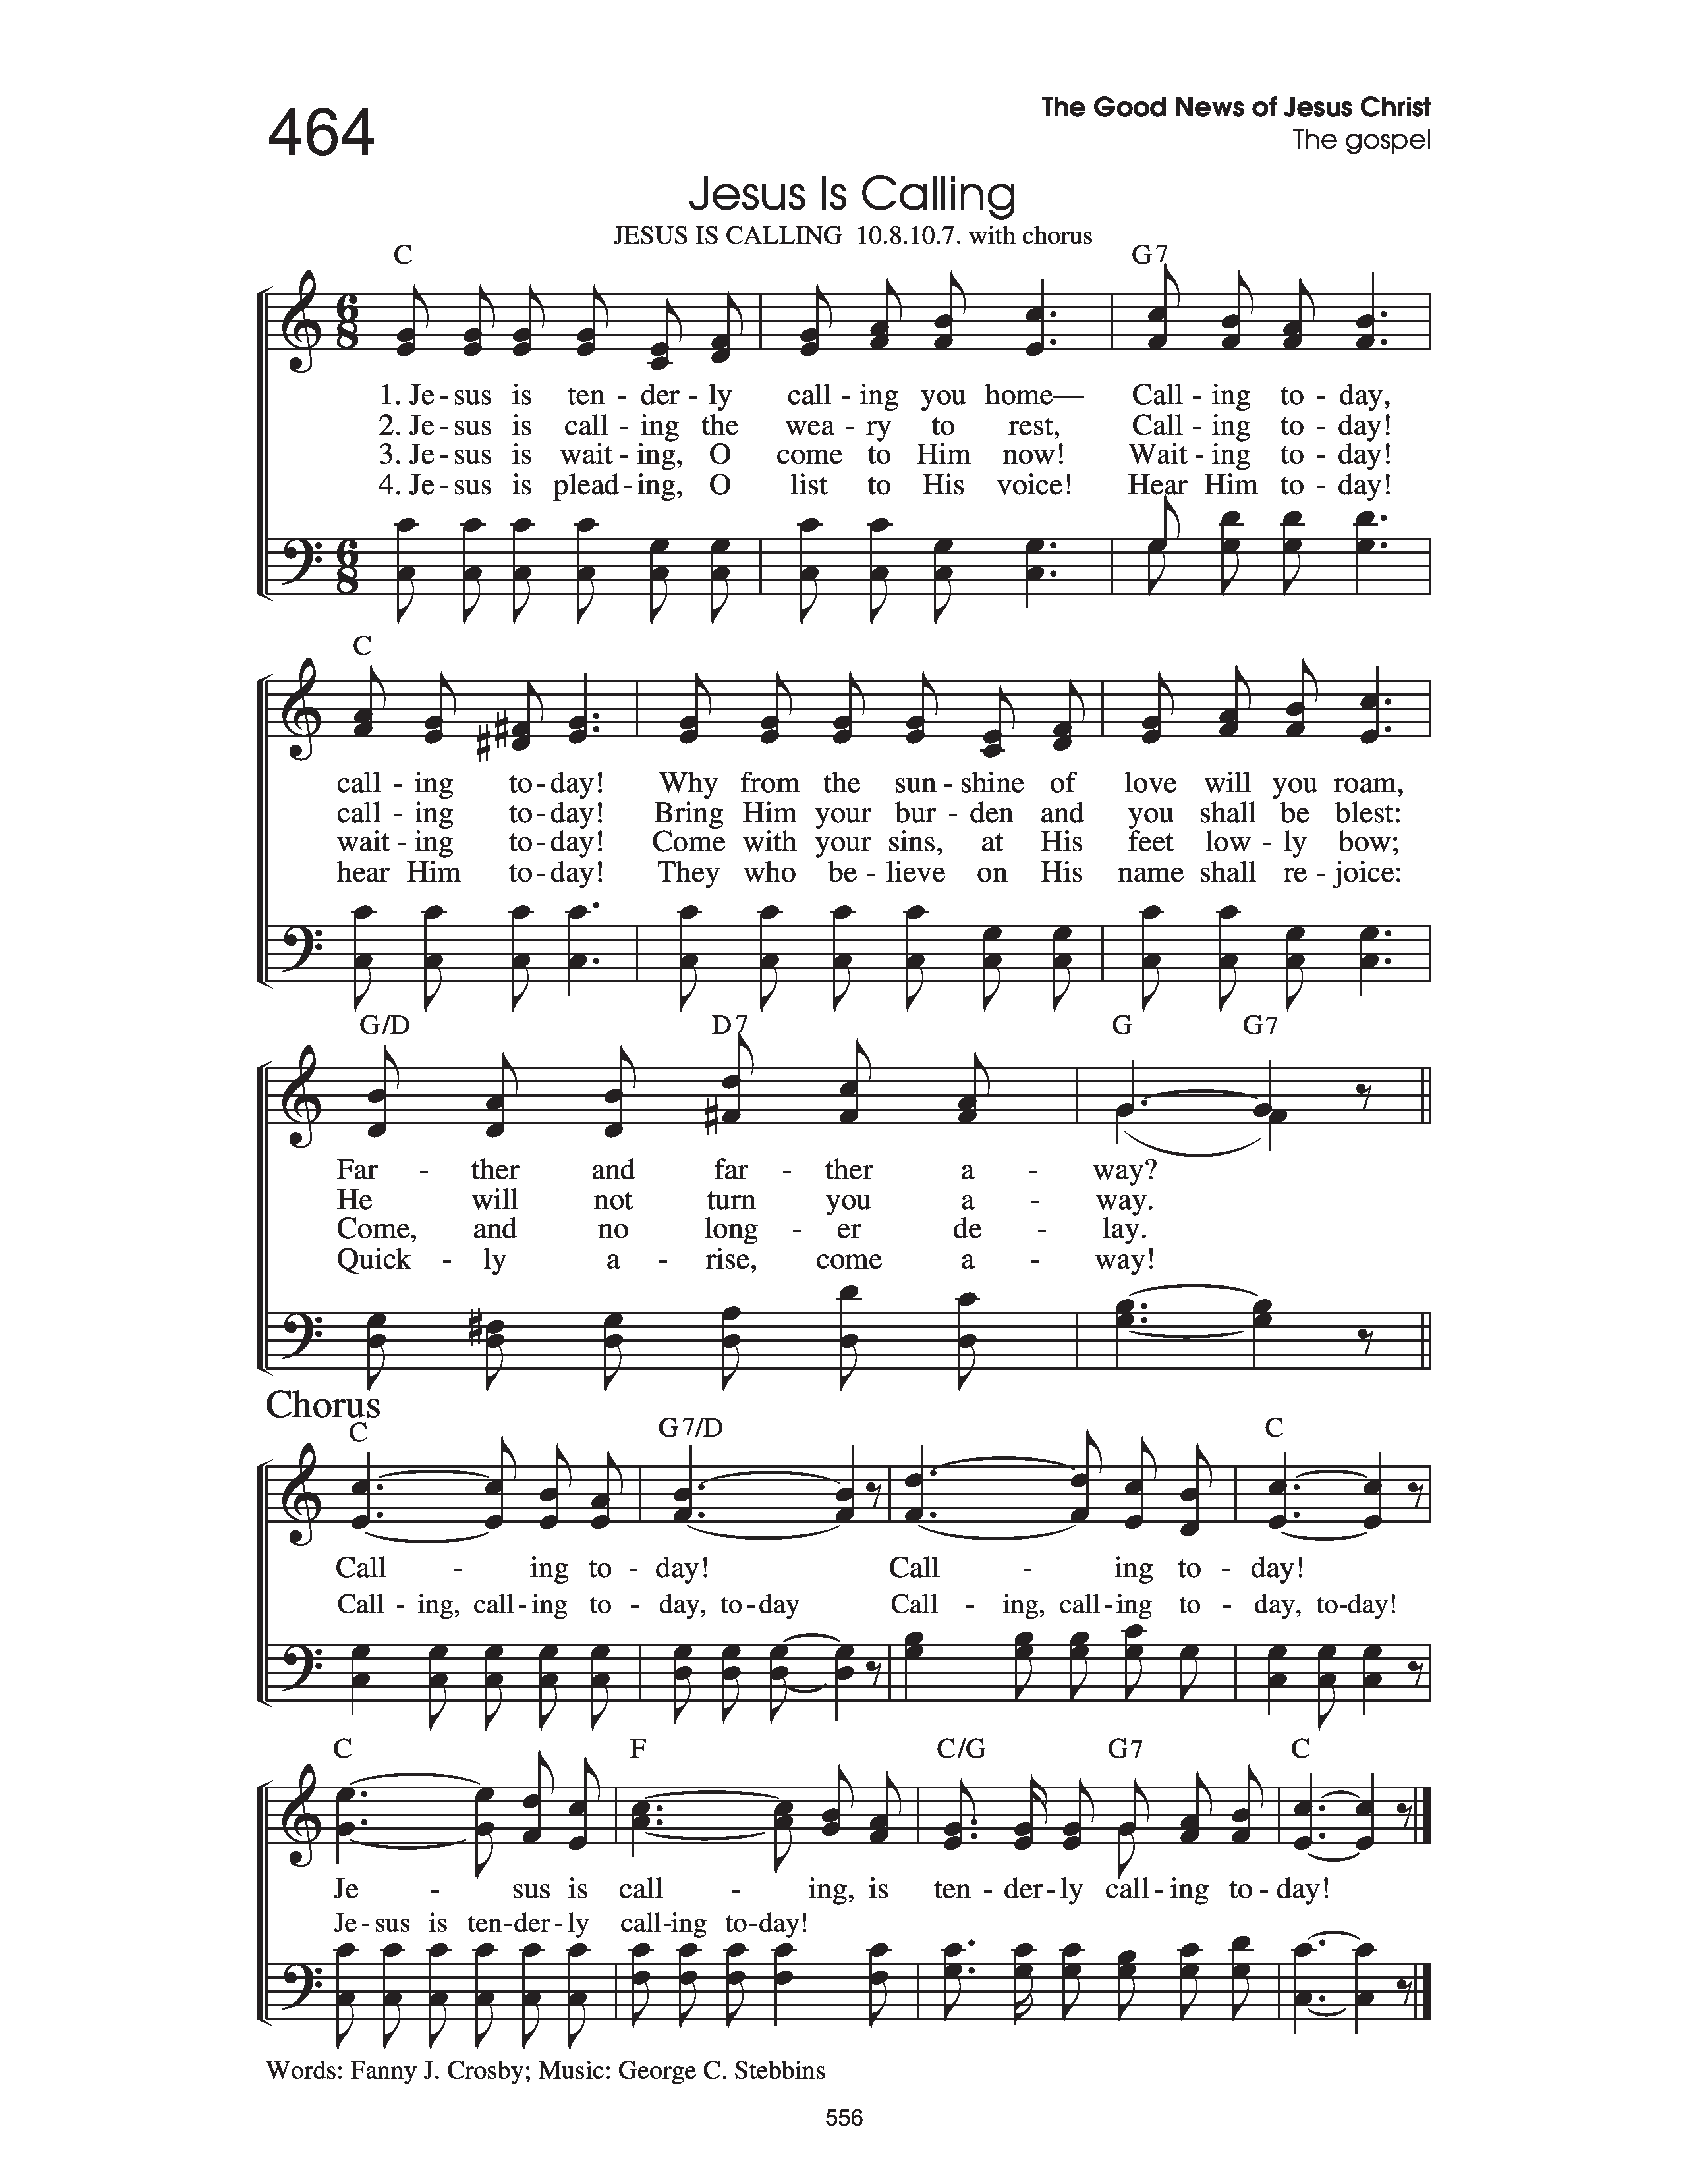 464
The Good News of Jesus Christ
The gospel
Jesus Is Calling
JESUS IS CALLING 10.8.10.7. with chorus
C G7
6 8
1. Je - sus is ten - der - ly call - ing you home— Call - ing to - day,
2. Je - sus is call - ing the wea - ry to rest, Call - ing to - day!
3. Je - sus is wait - ing, O come to Him now! Wait - ing to - day!
4. Je - sus is plead - ing, O list to His voice! Hear Him to - day!
6 8
C
call - ing to - day! Why from the sun - shine of love will you roam,
call - ing to - day! Bring Him your bur - den and you shall be blest:
wait - ing to - day! Come with your sins, at His feet low - ly bow;
hear Him to - day! They who be - lieve on His name shall re - joice:
G/D D7 G G7
Far - ther and far - ther a - way?
He will not turn you a - way.
Come, and no long - er de - lay.
Quick - ly a - rise, come a - way!
Chorus
C G7/D C
Call - ing to - day! Call - ing to - day!
Call - ing, call - ing to - day, to - day Call - ing, call - ing to - day, to-day!
C F C/G G7 C
Je - sus is call - ing, is ten - der - ly call - ing to - day!
Je - sus is ten - der - ly call-ing to-day!
Words: Fanny J. Crosby; Music: George C. Stebbins
556